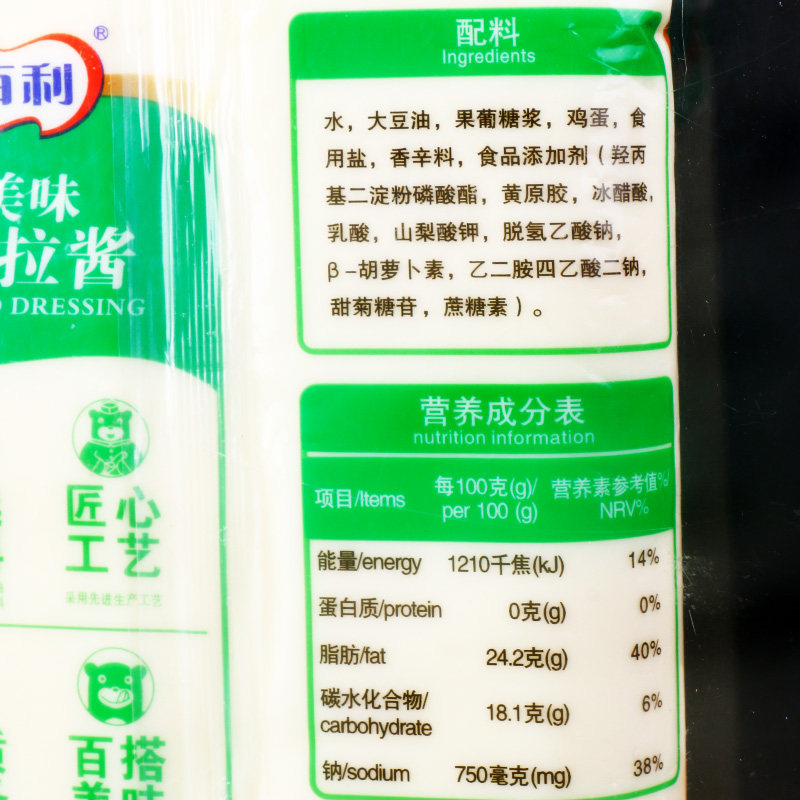 ®
百利
美味
拉酱
DRESSING
匠心
工艺
采用先进生产工艺
百搭
美味
配料
Ingredients
水，大豆油，果葡糖浆，鸡蛋，食
用盐，香辛料，食品添加剂（羟丙
基二淀粉磷酸酯，黄原胶，冰醋酸，
乳酸，山梨酸钾，脱氢乙酸钠，
β-胡萝卜素，乙二胺四乙酸二钠，
甜菊糖苷，蔗糖素）。
营养成分表
nutrition information
项目/Items 每100克(g)/ per 100 (g) 营养素参考值%/ NRV%
能量/energy 1210千焦(kJ) 14%
蛋白质/protein 0克(g) 0%
脂肪/fat 24.2克(g) 40%
碳水化合物/ carbohydrate 18.1克(g) 6%
钠/sodium 750毫克(mg) 38%